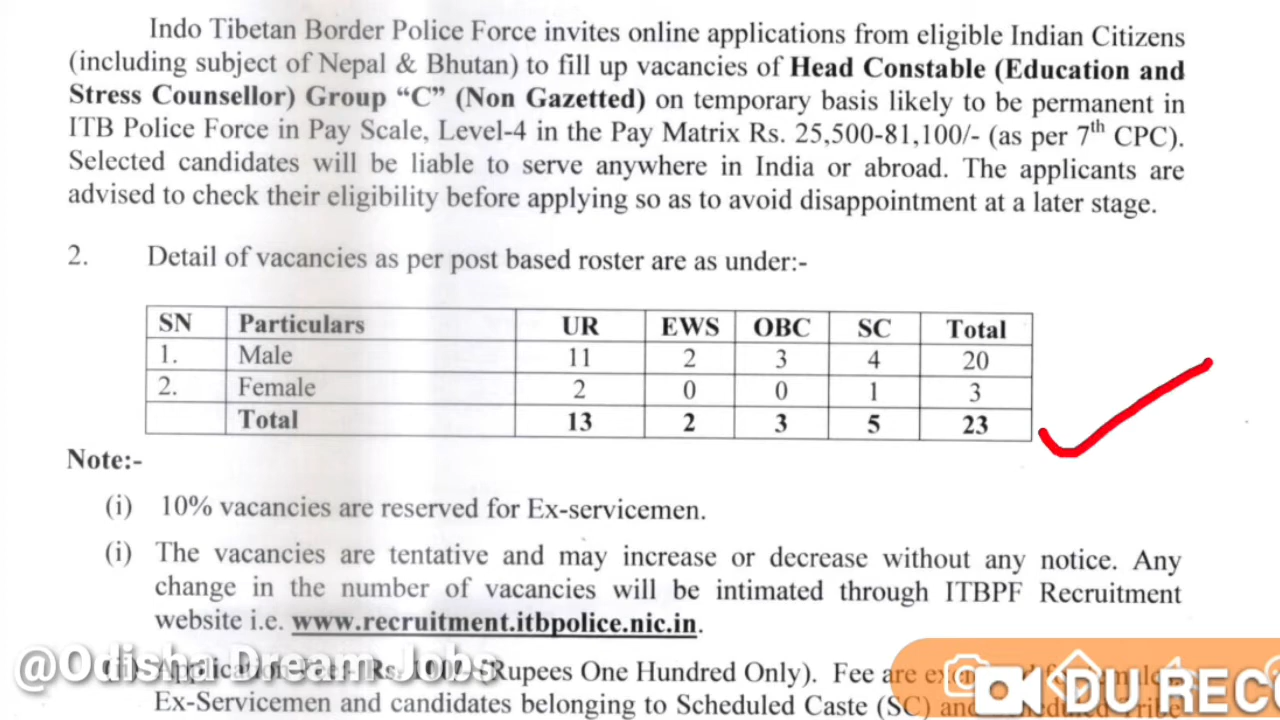 Indo Tibetan Border Police Force invites online applications from eligible Indian Citizens
(including subject of Nepal & Bhutan) to fill up vacancies of Head Constable (Education and
Stress Counsellor) Group “C” (Non Gazetted) on temporary basis likely to be permanent in
ITB Police Force in Pay Scale, Level-4 in the Pay Matrix Rs. 25,500-81,100/- (as per 7th CPC).
Selected candidates will be liable to serve anywhere in India or abroad. The applicants are
advised to check their eligibility before applying so as to avoid disappointment at a later stage.
2. Detail of vacancies as per post based roster are as under:-
SN Particulars UR EWS OBC SC Total
1. Male 11 2 3 4 20
2. Female 2 0 0 1 3
Total 13 2 3 5 23
Note:-
(i) 10% vacancies are reserved for Ex-servicemen.
(i) The vacancies are tentative and may increase or decrease without any notice. Any
change in the number of vacancies will be intimated through ITBPF Recruitment
website i.e. www.recruitment.itbpolice.nic.in.
Application Rs. (Rupees One Hundred Only). Fee are
Ex-Servicemen and candidates belonging to Scheduled Caste (SC) and
@Odisha Dream Jobs
DU REC